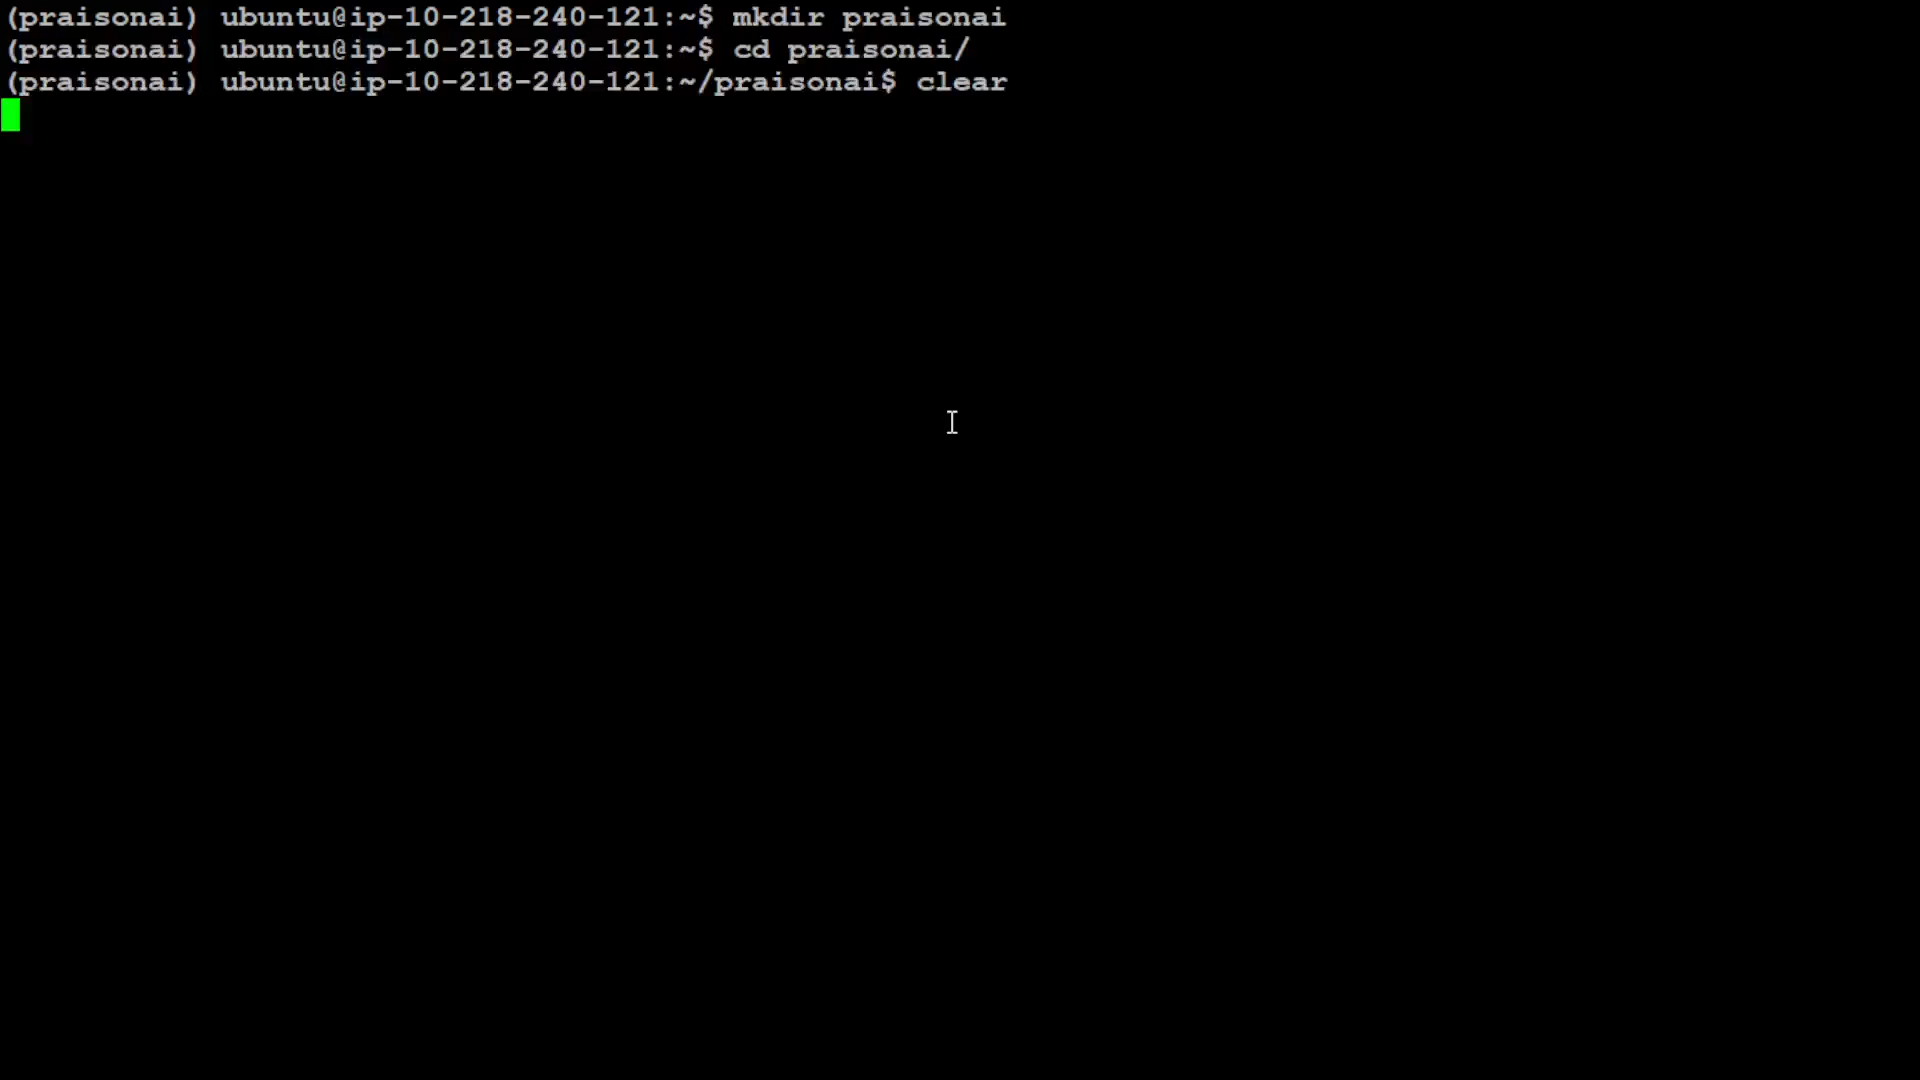 (praisonai) ubuntu@ip-10-218-240-121:~$ mkdir praisonai
(praisonai) ubuntu@ip-10-218-240-121:~$ cd praisonai/
(praisonai) ubuntu@ip-10-218-240-121:~/praisonai$ clear